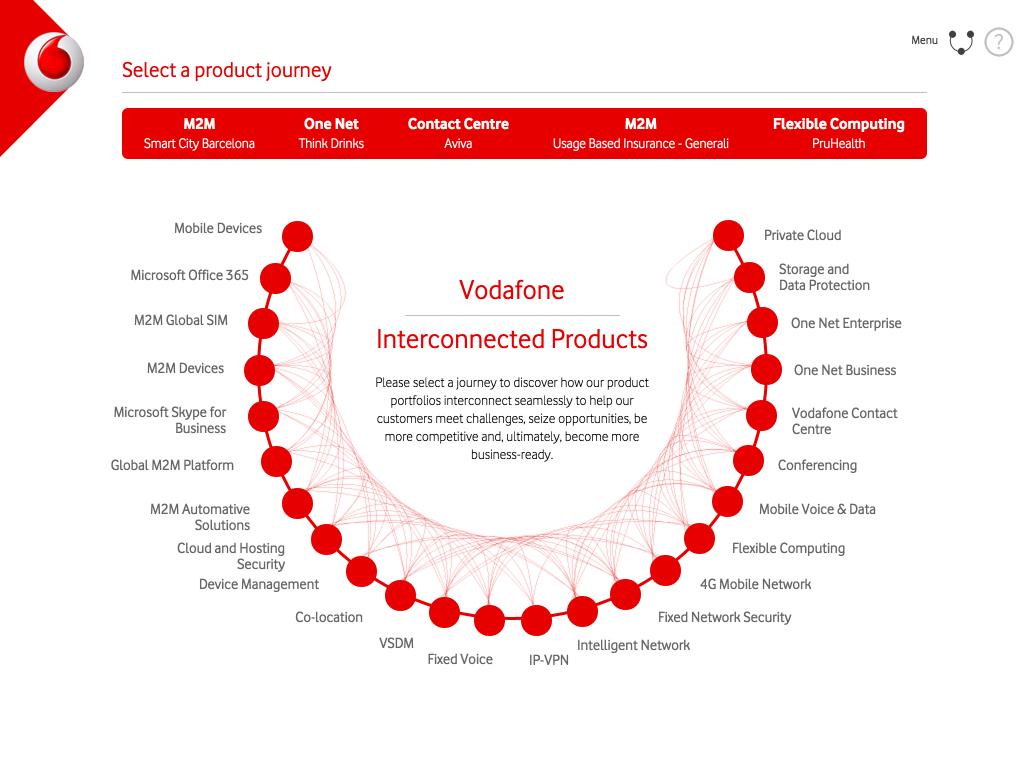 Menu
?
Select a product journey
M2M
Smart City Barcelona
One Net
Think Drinks
Contact Centre
Aviva
M2M
Usage Based Insurance - Generali
Flexible Computing
PruHealth
Vodafone
Interconnected Products
Please select a journey to discover how our product
portfolios interconnect seamlessly to help our
customers meet challenges, seize opportunities, be
more competitive and, ultimately, become more
business-ready.
Mobile Devices
Microsoft Office 365
M2M Global SIM
M2M Devices
Microsoft Skype for
Business
Global M2M Platform
M2M Automative
Solutions
Cloud and Hosting
Security
Device Management
Co-location
VSDM
Fixed Voice
IP-VPN
Intelligent Network
Fixed Network Security
4G Mobile Network
Flexible Computing
Mobile Voice & Data
Conferencing
Vodafone Contact
Centre
One Net Business
One Net Enterprise
Storage and
Data Protection
Private Cloud